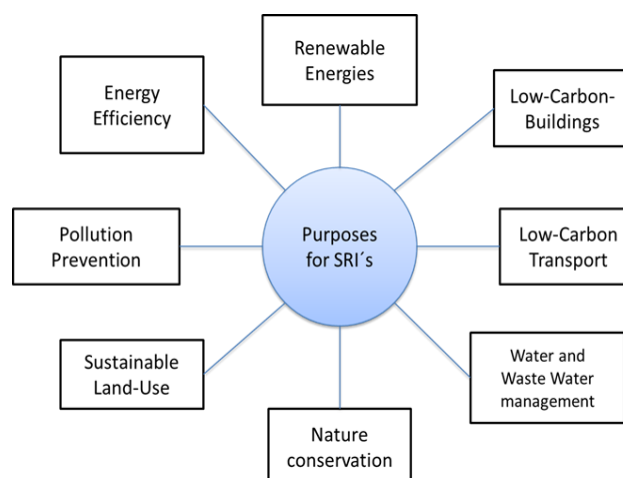 Renewable
Energies
Energy
Efficiency
Low-Carbon-
Buildings
Pollution
Prevention
Purposes
for SRI´s
Low-Carbon
Transport
Sustainable
Land-Use
Water and
Waste Water
management
Nature
conservation